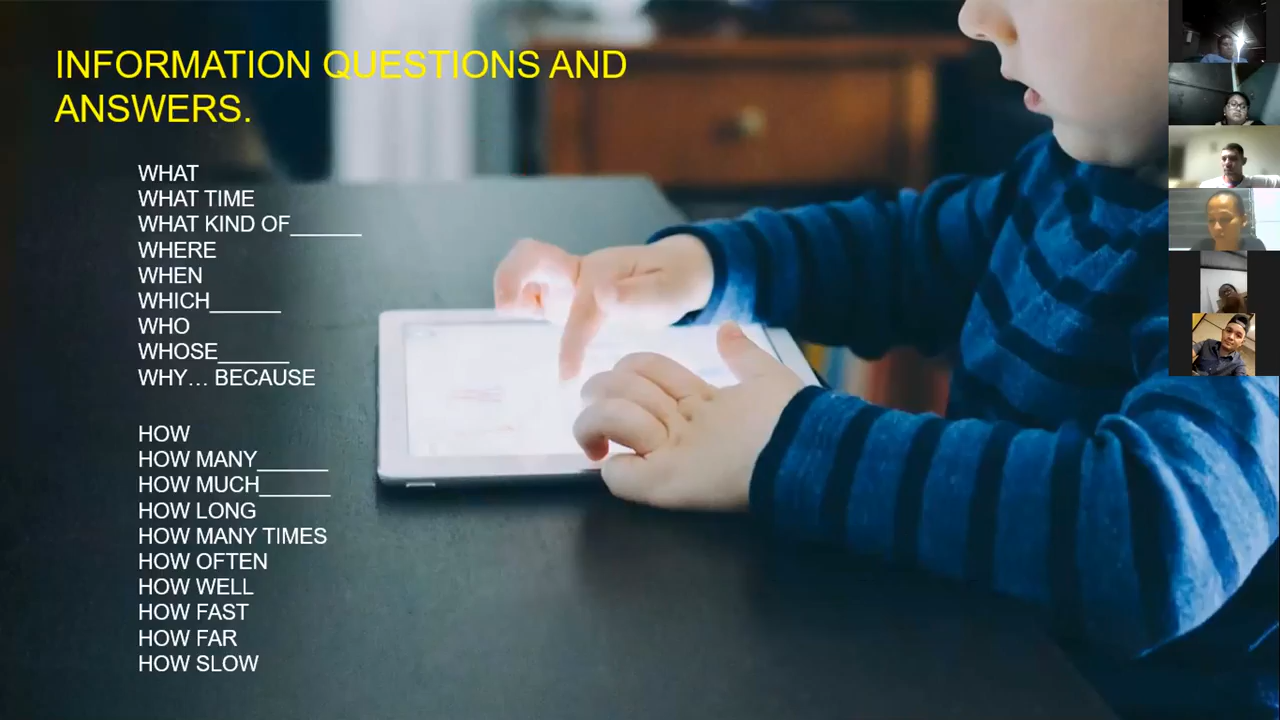 INFORMATION QUESTIONS AND
ANSWERS.
WHAT
WHAT TIME
WHAT KIND OF______
WHERE
WHEN
WHICH______
WHO
WHOSE______
WHY... BECAUSE
HOW
HOW MANY______
HOW MUCH______
HOW LONG
HOW MANY TIMES
HOW OFTEN
HOW WELL
HOW FAST
HOW FAR
HOW SLOW